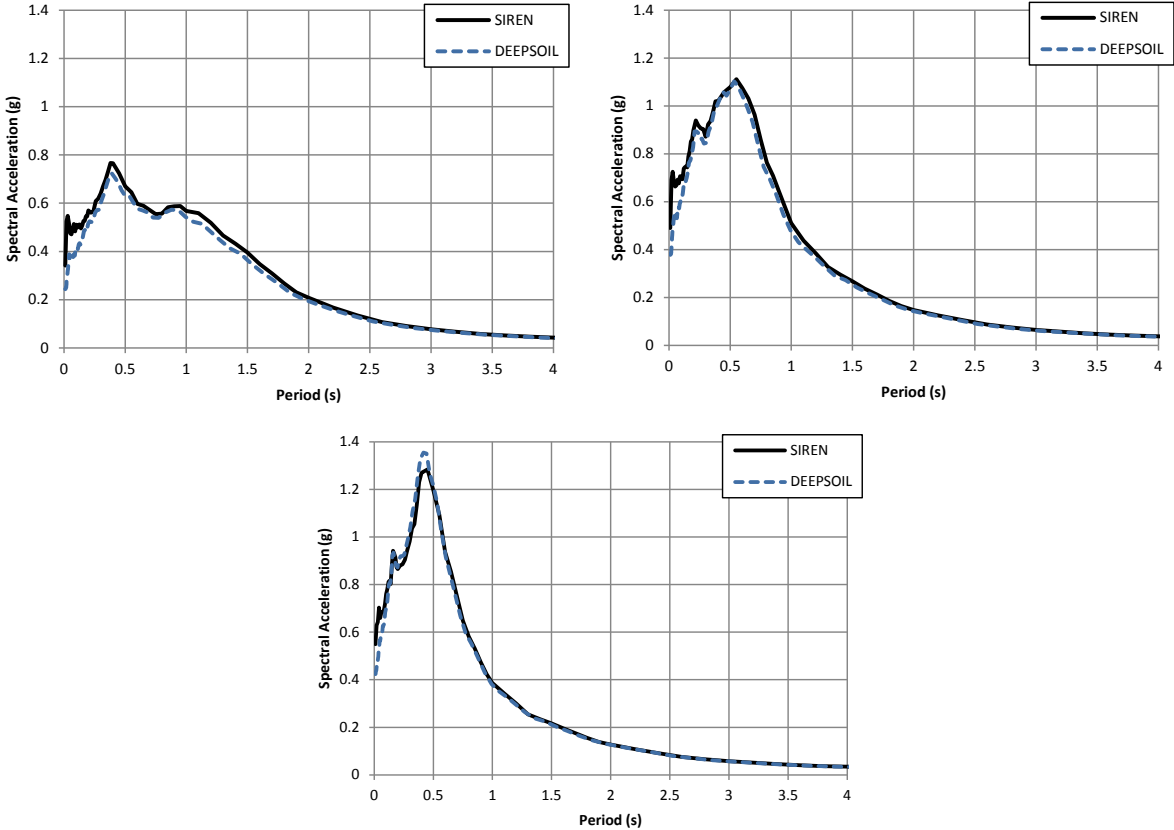 1.4
1.2
1
0.8
0.6
0.4
0.2
0
Spectral Acceleration (g)
0 0.5 1 1.5 2 2.5 3 3.5 4
Period (s)
SIREN
DEEPSOIL
1.4
1.2
1
0.8
0.6
0.4
0.2
0
Spectral Acceleration (g)
0 0.5 1 1.5 2 2.5 3 3.5 4
Period (s)
SIREN
DEEPSOIL
1.4
1.2
1
0.8
0.6
0.4
0.2
0
Spectral Acceleration (g)
0 0.5 1 1.5 2 2.5 3 3.5 4
Period (s)
SIREN
DEEPSOIL